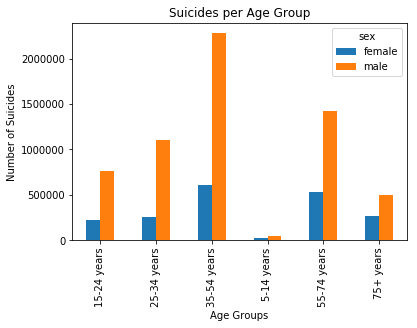 Suicides per Age Group
sex
female
male
Number of Suicides
2000000
1500000
1000000
500000
0
15-24 years
25-34 years
35-54 years
5-14 years
55-74 years
75+ years
Age Groups